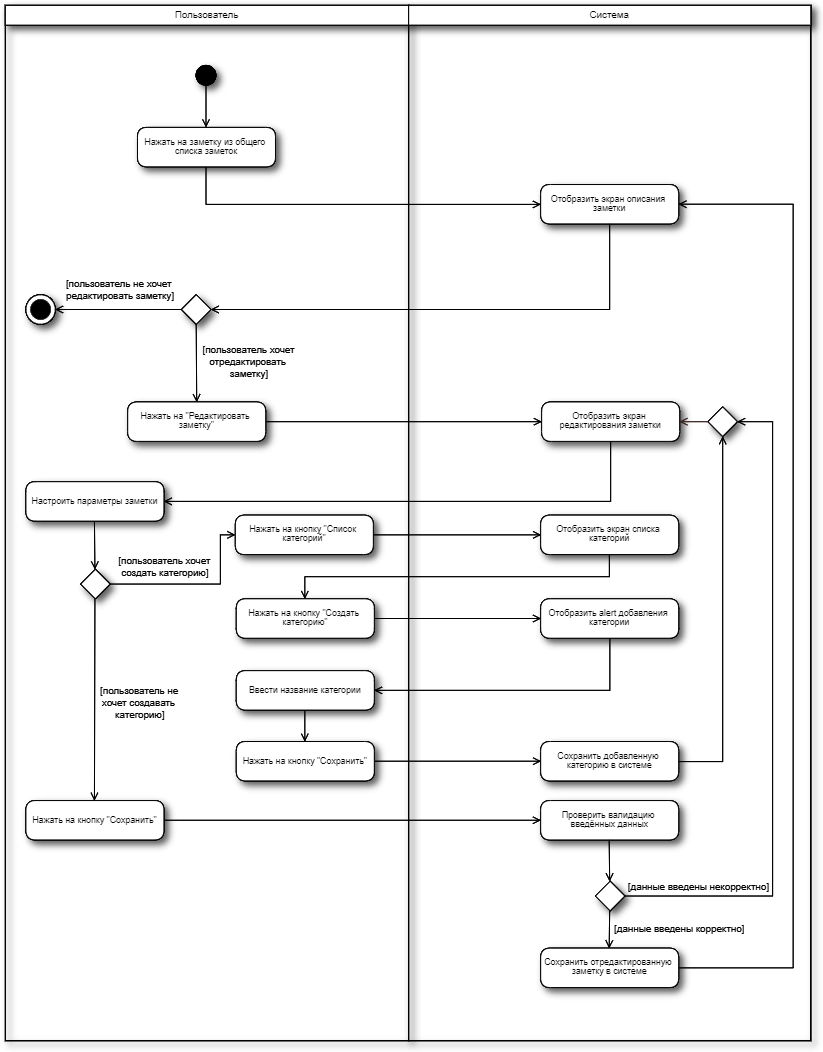 Пользователь
Система
Нажать на заметку из общего
списка заметок
Отобразить экран описания
заметки
[пользователь не хочет
редактировать заметку]
[пользователь хочет
отредактировать
заметку]
Нажать на "Редактировать
заметку"
Отобразить экран
редактирования заметки
Настроить параметры заметки
[пользователь хочет
создать категорию]
Нажать на кнопку "Список
категорий"
Отобразить экран списка
категорий
Нажать на кнопку "Создать
категорию"
Отобразить alert добавления
категории
[пользователь не
хочет создавать
категорию]
Ввести название категории
Нажать на кнопку "Сохранить"
Сохранить добавленную
категорию в системе
Нажать на кнопку "Сохранить"
Проверить валидацию
введённых данных
[данные введены некорректно]
[данные введены корректно]
Сохранить отредактированную
заметку в системе